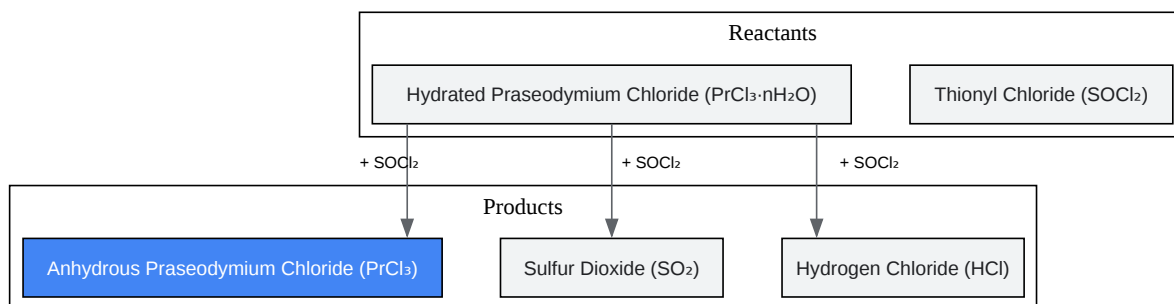 Reactants
Hydrated Praseodymium Chloride (PrCl₃·nH₂O)
Thionyl Chloride (SOCl₂)
+ SOCl₂
+ SOCl₂
+ SOCl₂
Products
Anhydrous Praseodymium Chloride (PrCl₃)
Sulfur Dioxide (SO₂)
Hydrogen Chloride (HCl)